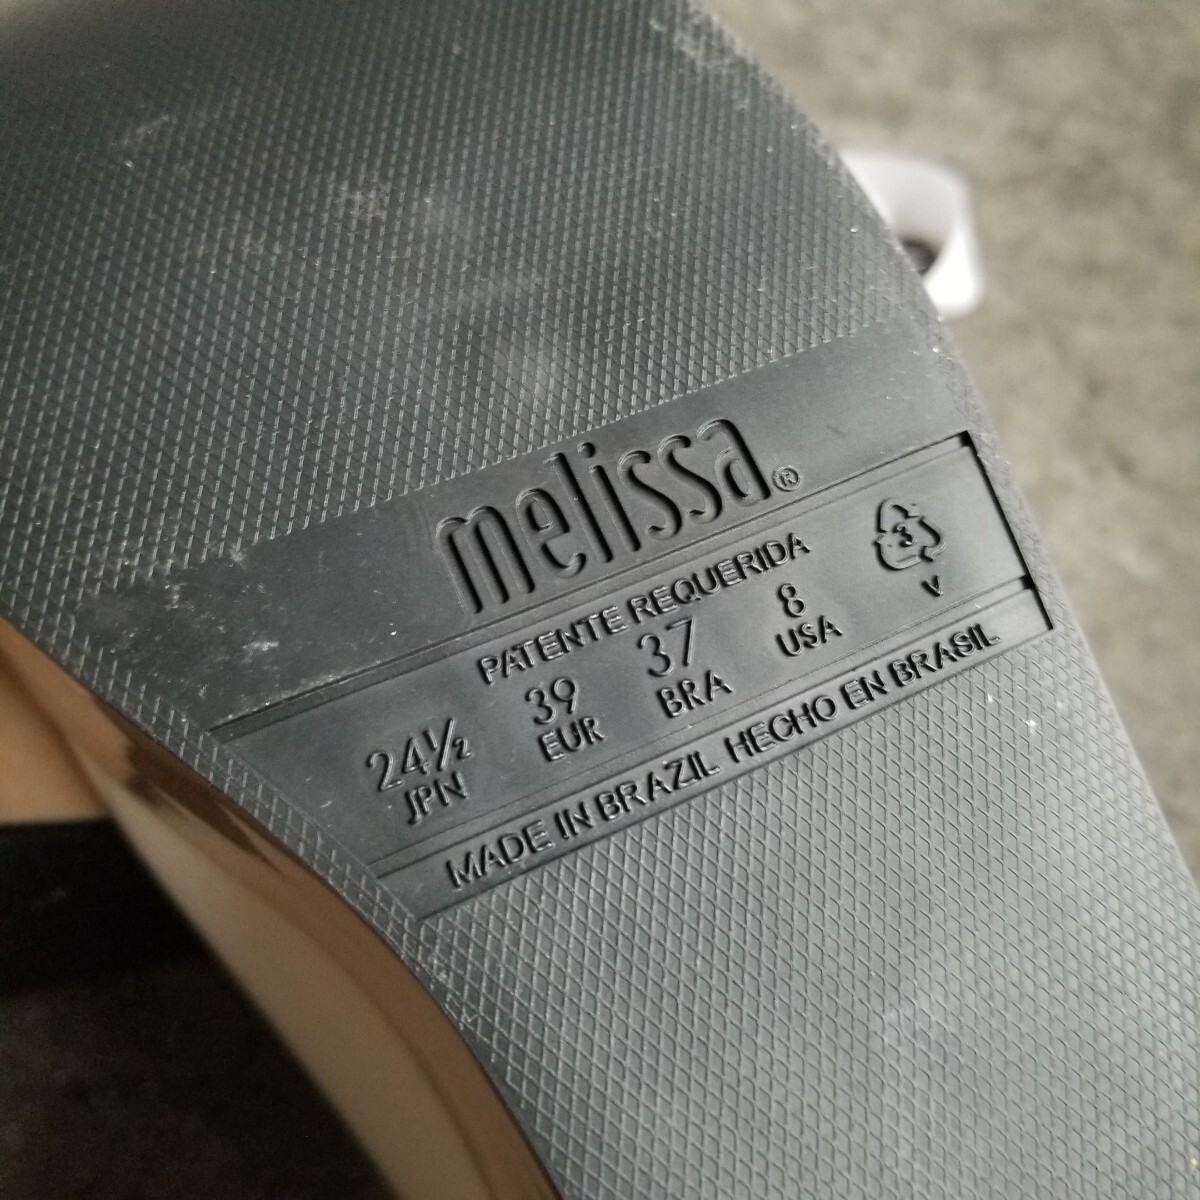 melissa®
PATENTE REQUERIDA
24½ 39 37 8 3
JPN EUR BRA USA V
MADE IN BRAZIL HECHO EN BRASIL